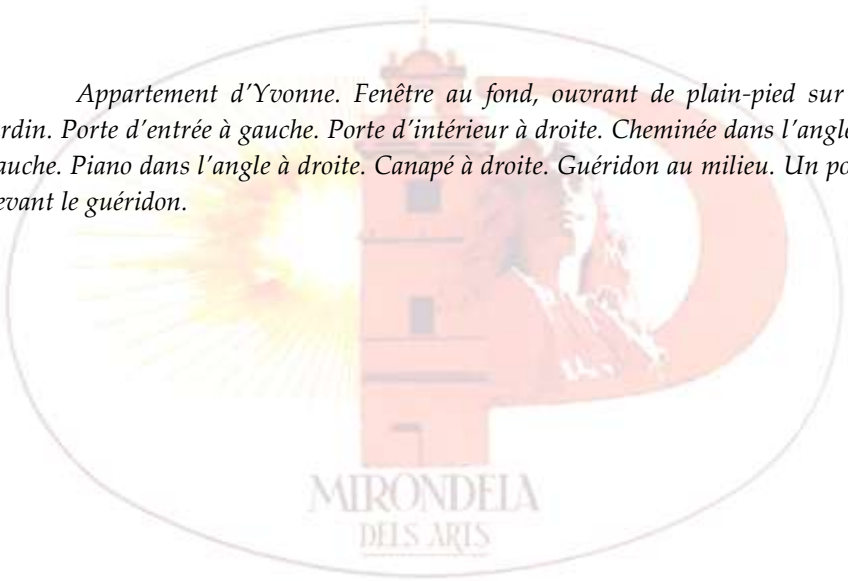 Appartement d'Yvonne. Fenêtre au fond, ouvrant de plain-pied sur
rdin. Porte d'entrée à gauche. Porte d'intérieur à droite. Cheminée dans l'angle
auche. Piano dans l'angle à droite. Canapé à droite. Guéridon au milieu. Un po
evant le guéridon.
MIRONDELA
DELS ARTS